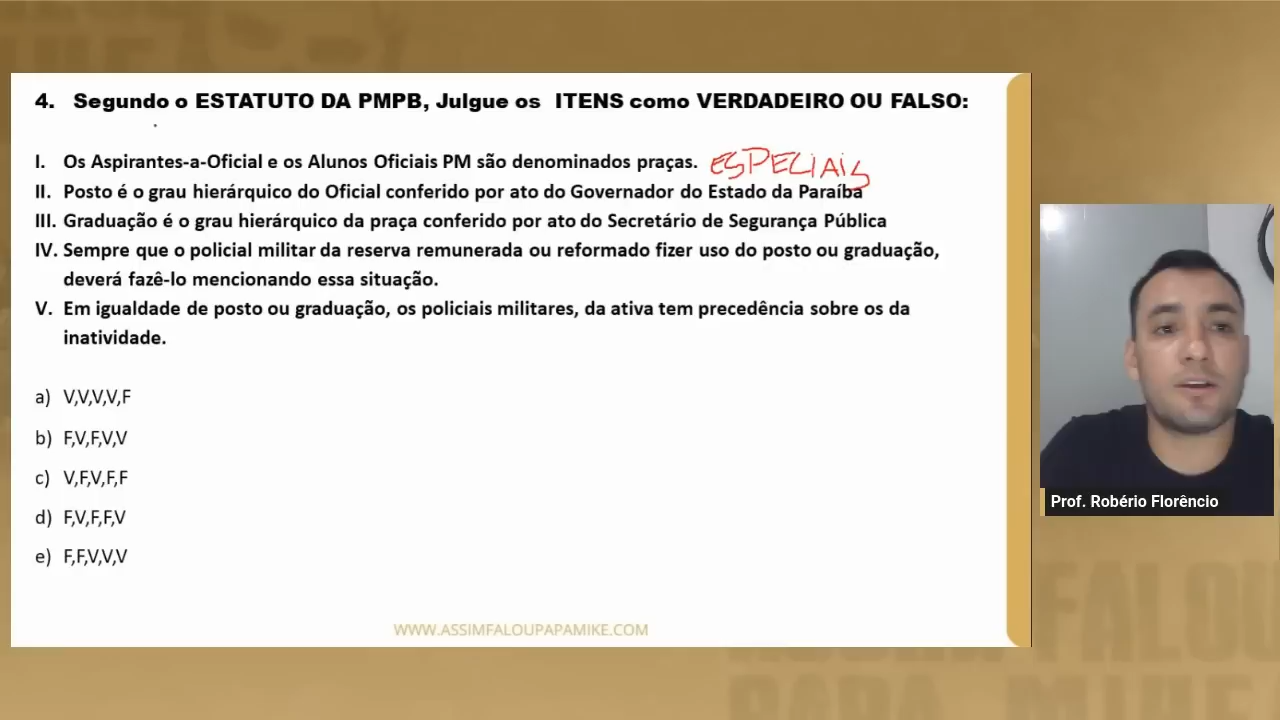 4. Segundo o ESTATUTO DA PMPB, Julgue os ITENS como VERDADEIRO OU FALSO:
I. Os Aspirantes-a-Oficial e os Alunos Oficiais PM são denominados praças. ESPECIAIS
II. Posto é o grau hierárquico do Oficial conferido por ato do Governador do Estado da Paraíba
III. Graduação é o grau hierárquico da praça conferido por ato do Secretário de Segurança Pública
IV. Sempre que o policial militar da reserva remunerada ou reformado fizer uso do posto ou graduação,
deverá fazê-lo mencionando essa situação.
V. Em igualdade de posto ou graduação, os policiais militares, da ativa tem precedência sobre os da
inatividade.
a) V,V,V,V,F
b) F,V,F,V,V
c) V,F,V,F,F
d) F,V,F,F,V
e) F,F,V,V,V
WWW.ASSIMFALOUPAPAMIKE.COM
Prof. Robério Florêncio